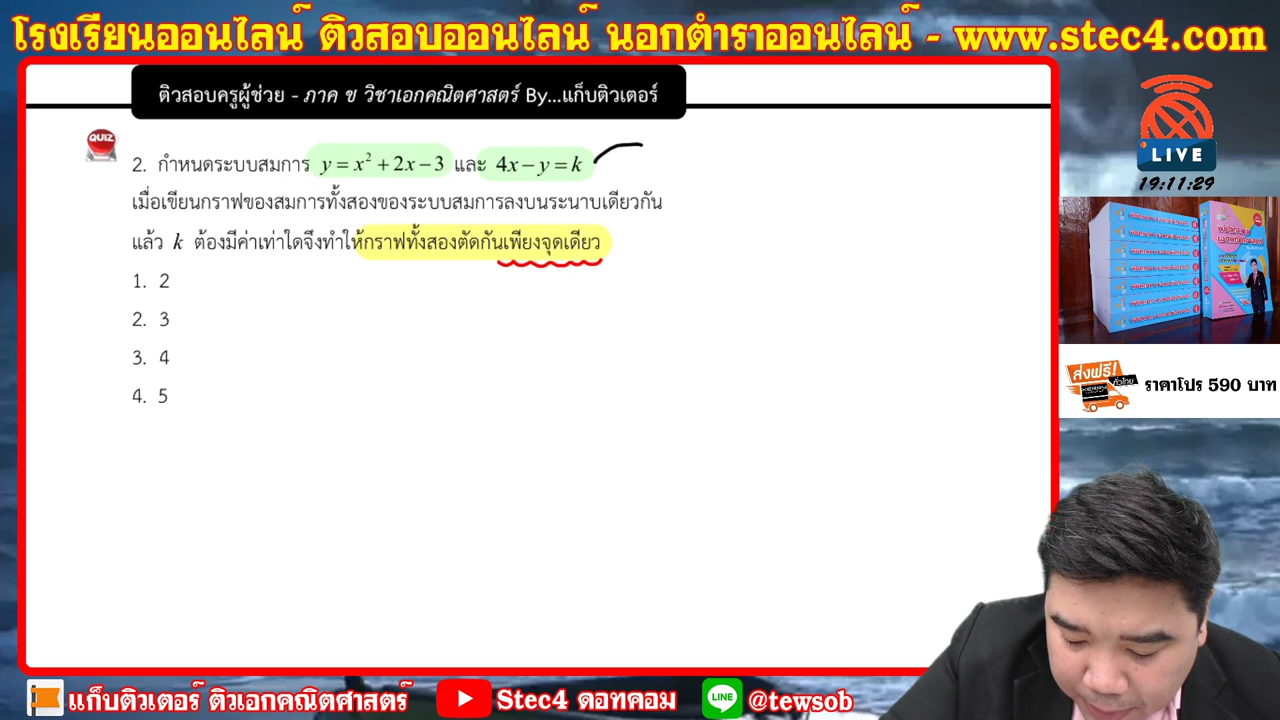 โรงเรียนออนไลน์ ติวสอบออนไลน์ นอกตำราออนไลน์ - www.stec4.com
ติวสอบครูผู้ช่วย - ภาค ข วิชาเอกคณิตศาสตร์ By...แก็บติวเตอร์
QUIZ
2. กำหนดระบบสมการ y = x² + 2x − 3 และ 4x − y = k
เมื่อเขียนกราฟของสมการทั้งสองของระบบสมการลงบนระนาบเดียวกัน
แล้ว k ต้องมีค่าเท่าใดจึงทำให้กราฟทั้งสองตัดกันเพียงจุดเดียว
1. 2
2. 3
3. 4
4. 5
LIVE
19:11:29
ส่งฟรี!
ทั่วไทย
ราคาโปร 590 บาท
แก็บติวเตอร์ ติวเอกคณิตศาสตร์
Stec4 ดอทคอม
LINE
@tewsob